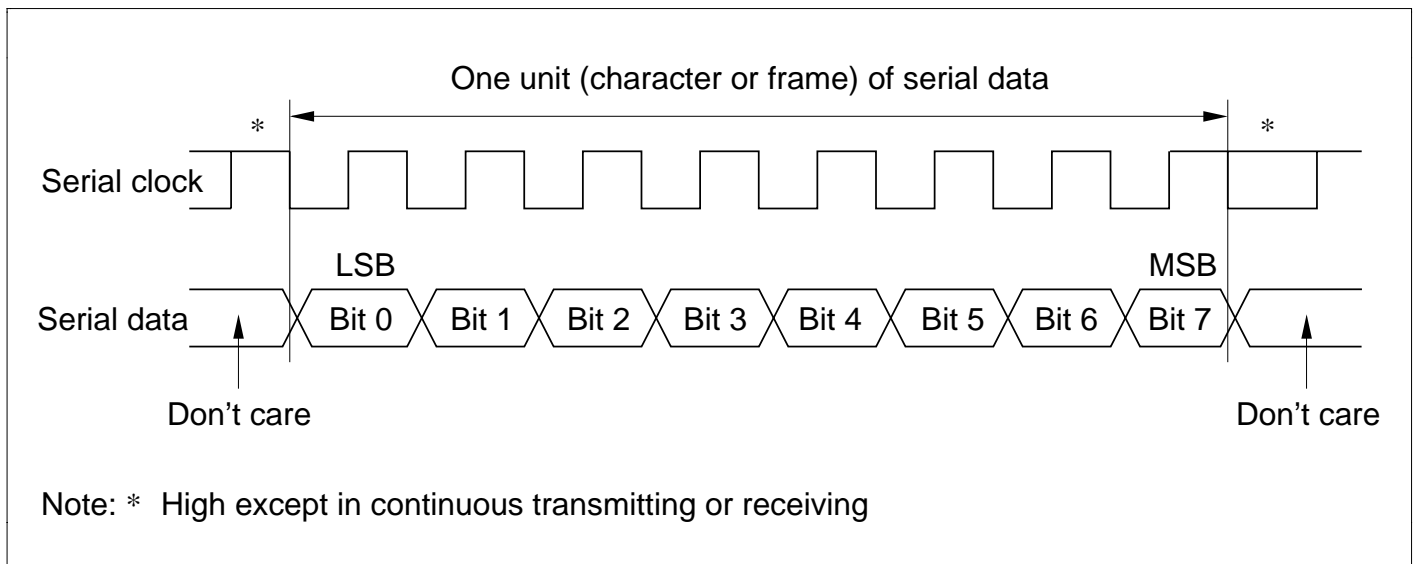 One unit (character or frame) of serial data
* *
Serial clock
LSB MSB
Serial data Bit 0 Bit 1 Bit 2 Bit 3 Bit 4 Bit 5 Bit 6 Bit 7
Don’t care Don’t care
Note: * High except in continuous transmitting or receiving